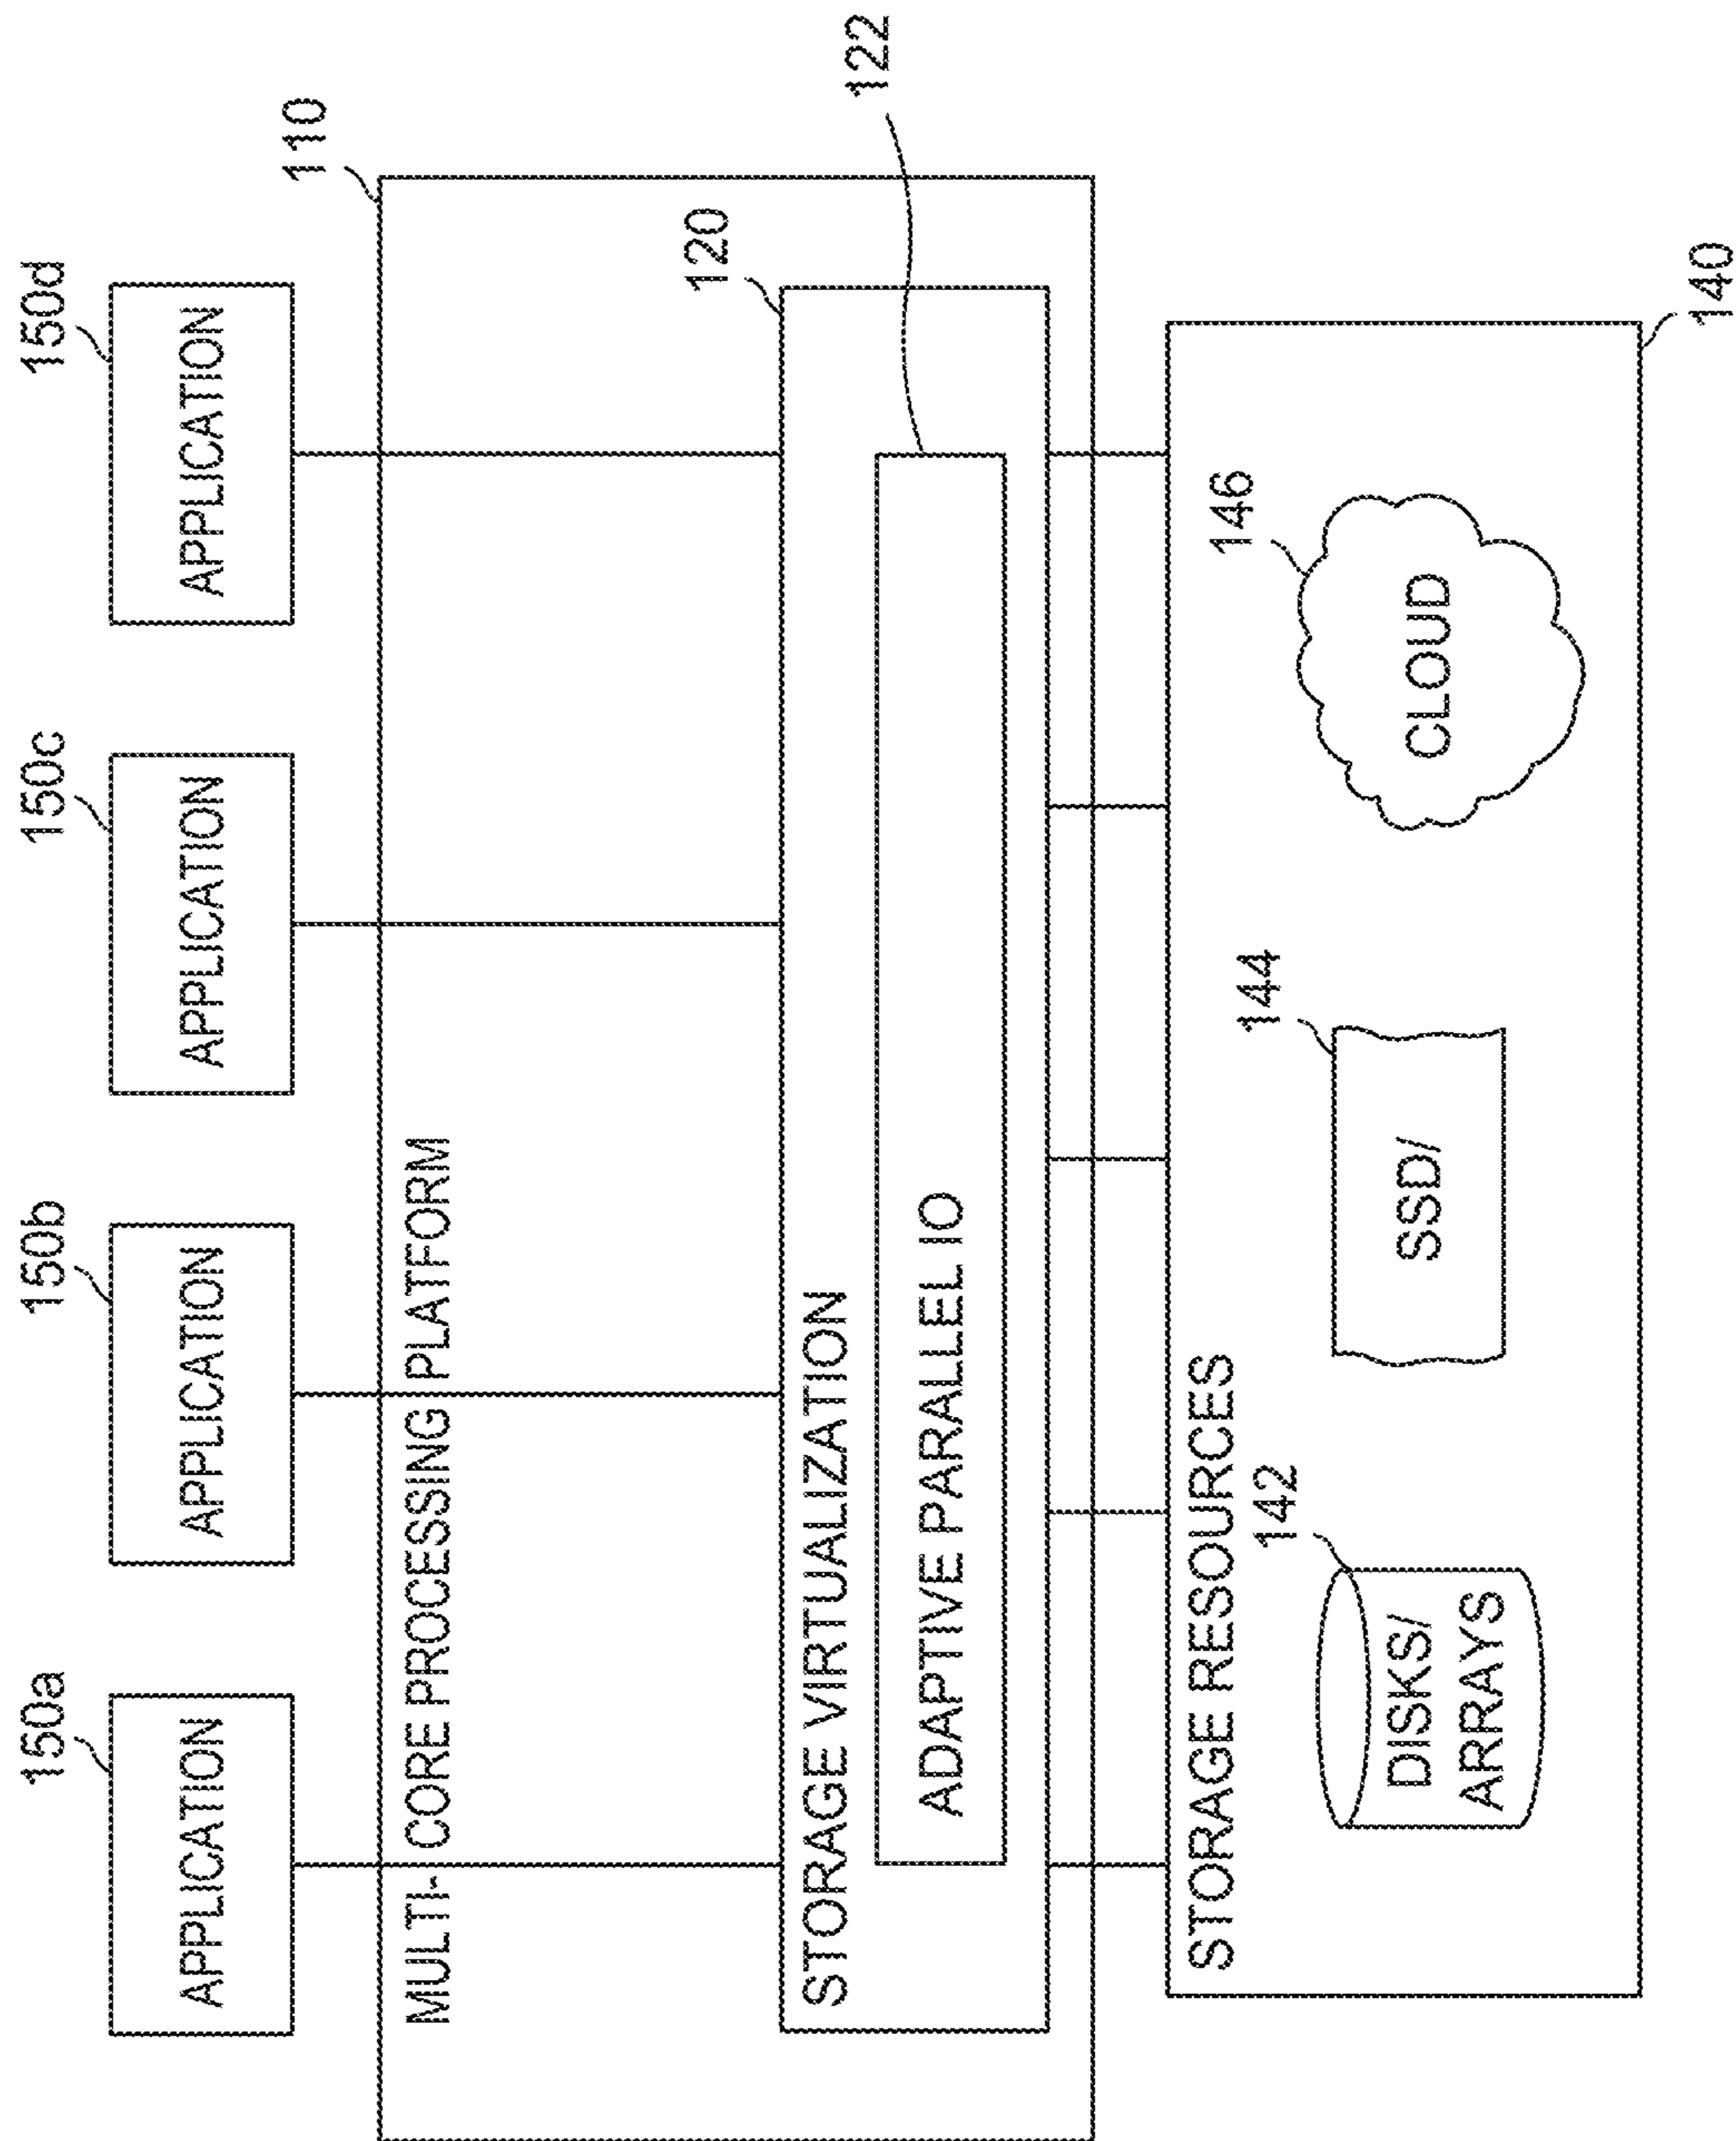 150a
150b
150c
150d
APPLICATION
APPLICATION
APPLICATION
APPLICATION
110
MULTI- CORE PROCESSING PLATFORM
120
STORAGE VIRTUALIZATION
ADAPTIVE PARALLEL IO
122
STORAGE RESOURCES
142
144
146
DISKS/
ARRAYS
SSD/
CLOUD
140